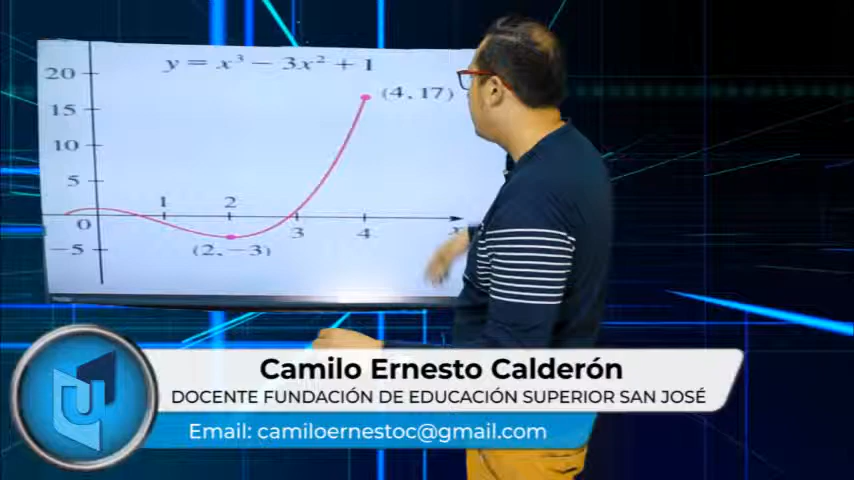 20
y = x³ − 3x² + 1
(4, 17)
15
10
5
1
2
0
3
4
x
−5
(2, −3)
Camilo Ernesto Calderón
DOCENTE FUNDACIÓN DE EDUCACIÓN SUPERIOR SAN JOSÉ
Email: camiloernestoc@gmail.com